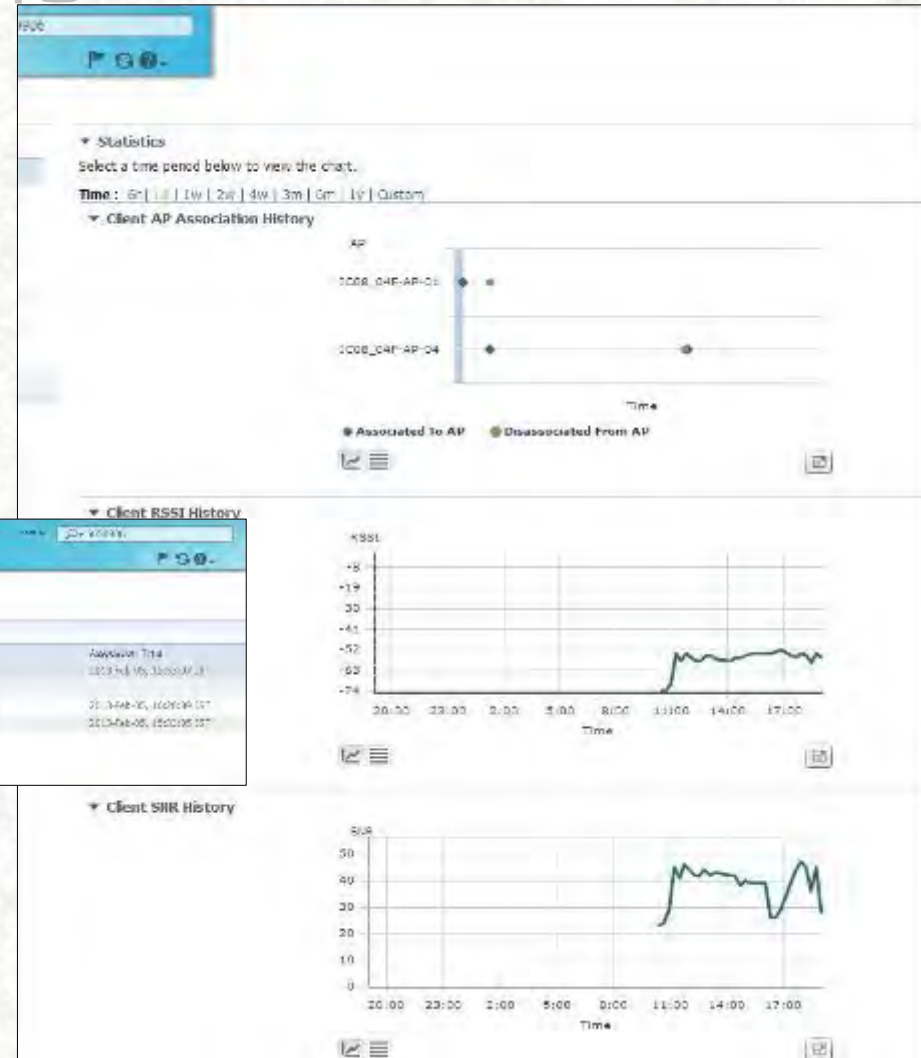 Statistics
Select a time period below to view the chart.
Time : 6h | | 1w | 2w | 4w | 3m | 6m | 1y | Custom
Client AP Association History
AP
Time
Associated To AP Disassociated From AP
Client RSSI History
RSSI
-8
-19
-30
-41
-52
-63
-74
20:00 23:00 2:00 5:00 8:00 11:00 14:00 17:00
Time
Association Time
Client SNR History
SNR
50
40
30
20
10
0
20:00 23:00 2:00 5:00 8:00 11:00 14:00 17:00
Time